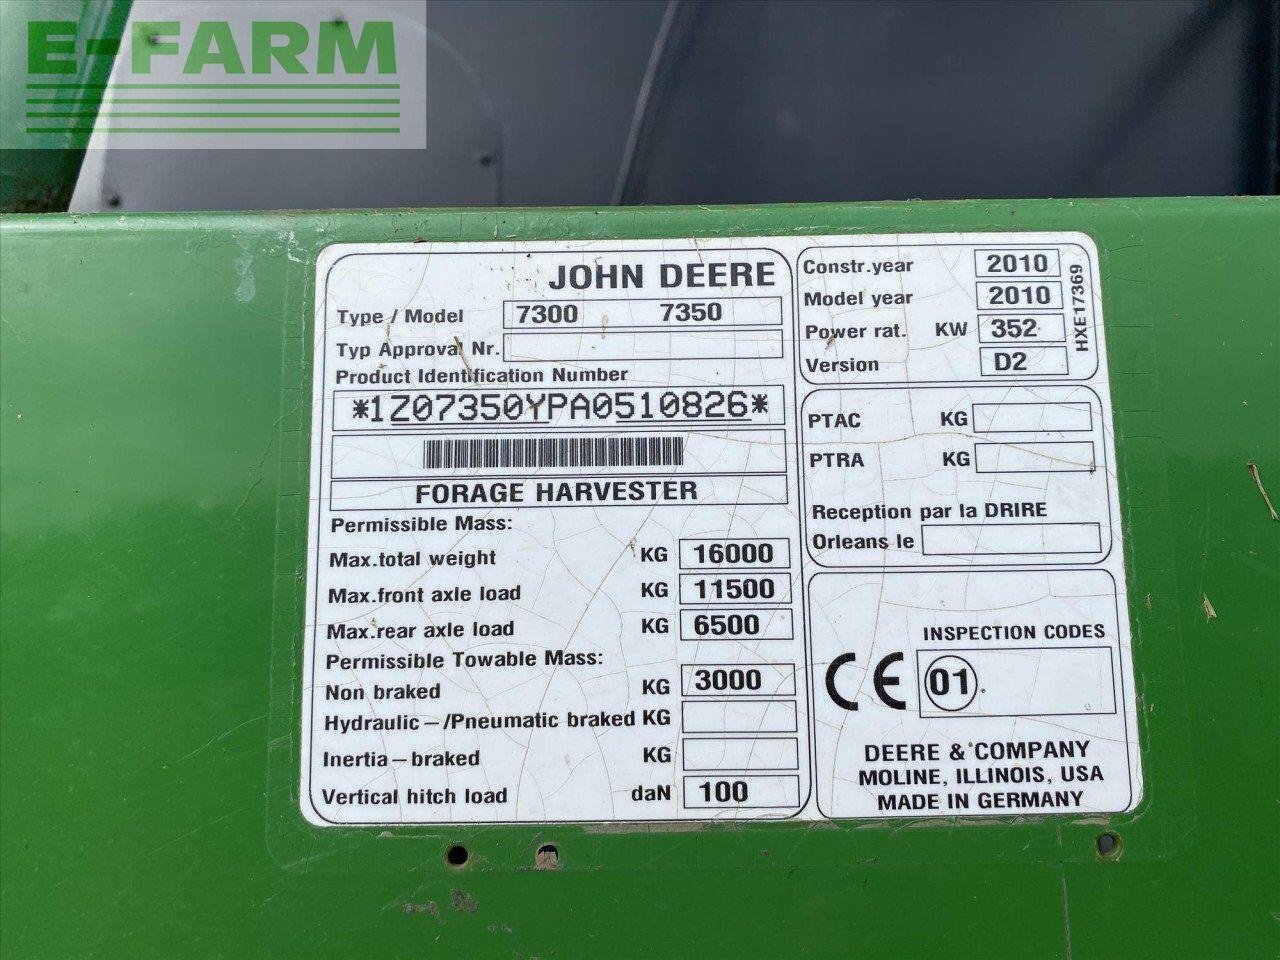 E-FARM
JOHN DEERE
Type / Model 7300 7350
Typ Approval Nr.
Product Identification Number
*1Z07350YPA0510826*
FORAGE HARVESTER
Permissible Mass:
Max.total weight KG 16000
Max.front axle load KG 11500
Max.rear axle load KG 6500
Permissible Towable Mass:
Non braked KG 3000
Hydraulic-/Pneumatic braked KG
Inertia-braked KG
Vertical hitch load daN 100
Constr.year 2010
Model year 2010
Power rat. KW 352
Version D2
HXE17369
PTAC KG
PTRA KG
Reception par la DRIRE
Orleans le
INSPECTION CODES
CE 01
DEERE & COMPANY
MOLINE, ILLINOIS, USA
MADE IN GERMANY